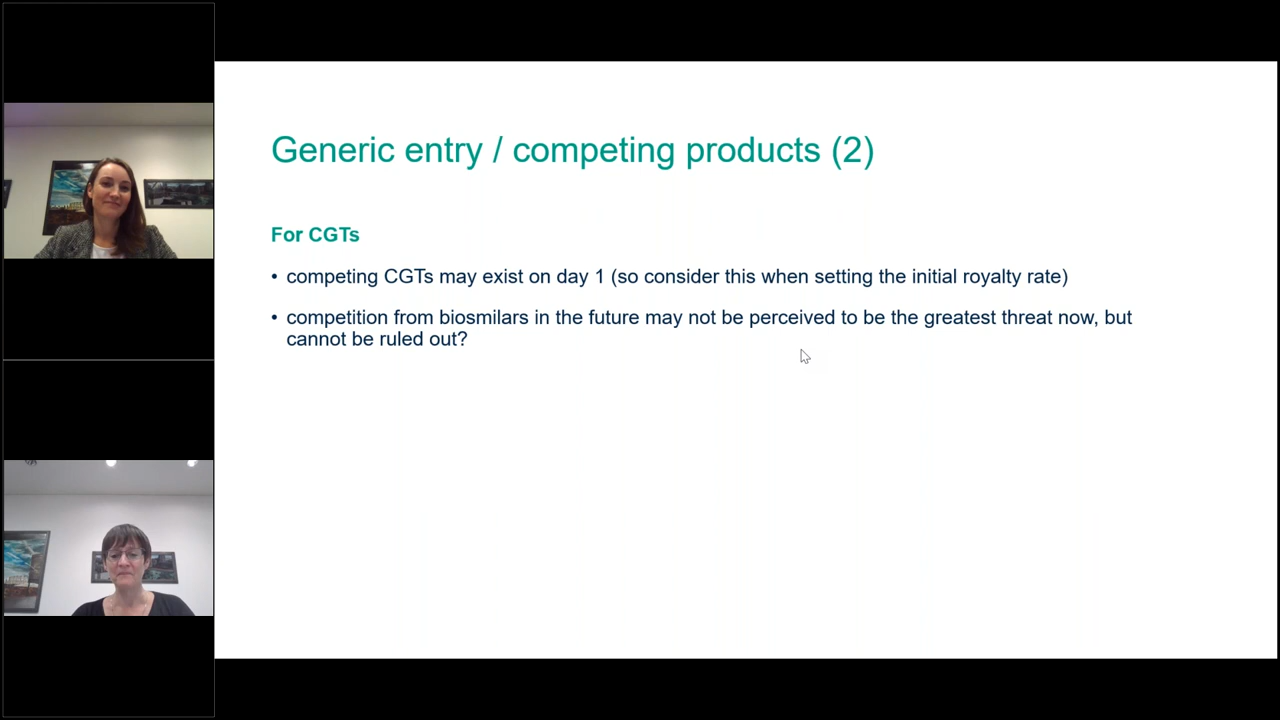 Generic entry / competing products (2)
For CGTs
• competing CGTs may exist on day 1 (so consider this when setting the initial royalty rate)
• competition from biosmilars in the future may not be perceived to be the greatest threat now, but
cannot be ruled out?